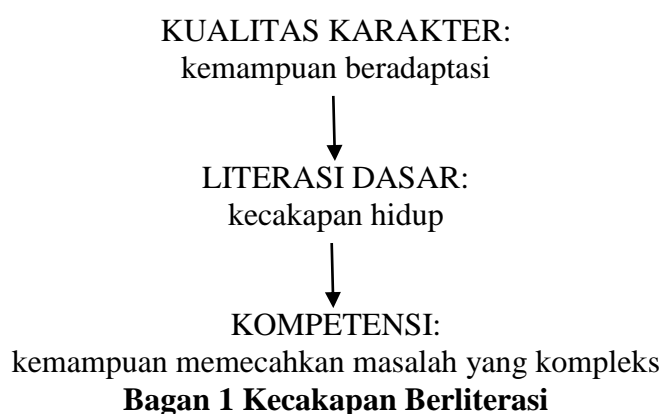 KUALITAS KARAKTER:
kemampuan beradaptasi
LITERASI DASAR:
kecakapan hidup
KOMPETENSI:
kemampuan memecahkan masalah yang kompleks
Bagan 1 Kecakapan Berliterasi